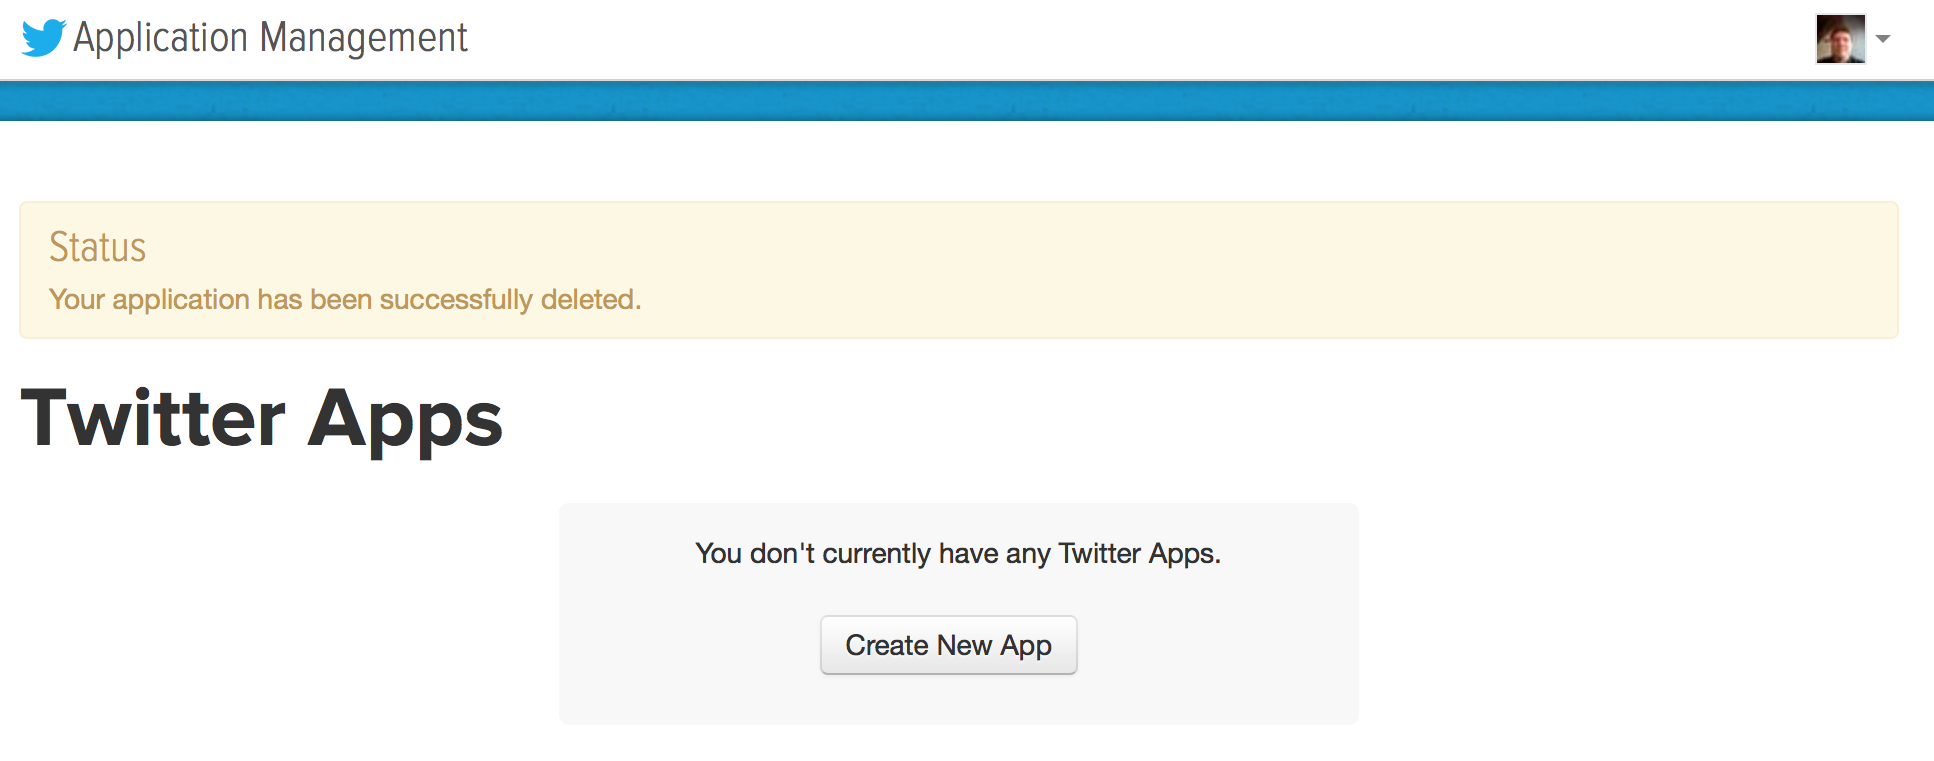 Application Management
Status
Your application has been successfully deleted.
Twitter Apps
You don't currently have any Twitter Apps.
Create New App